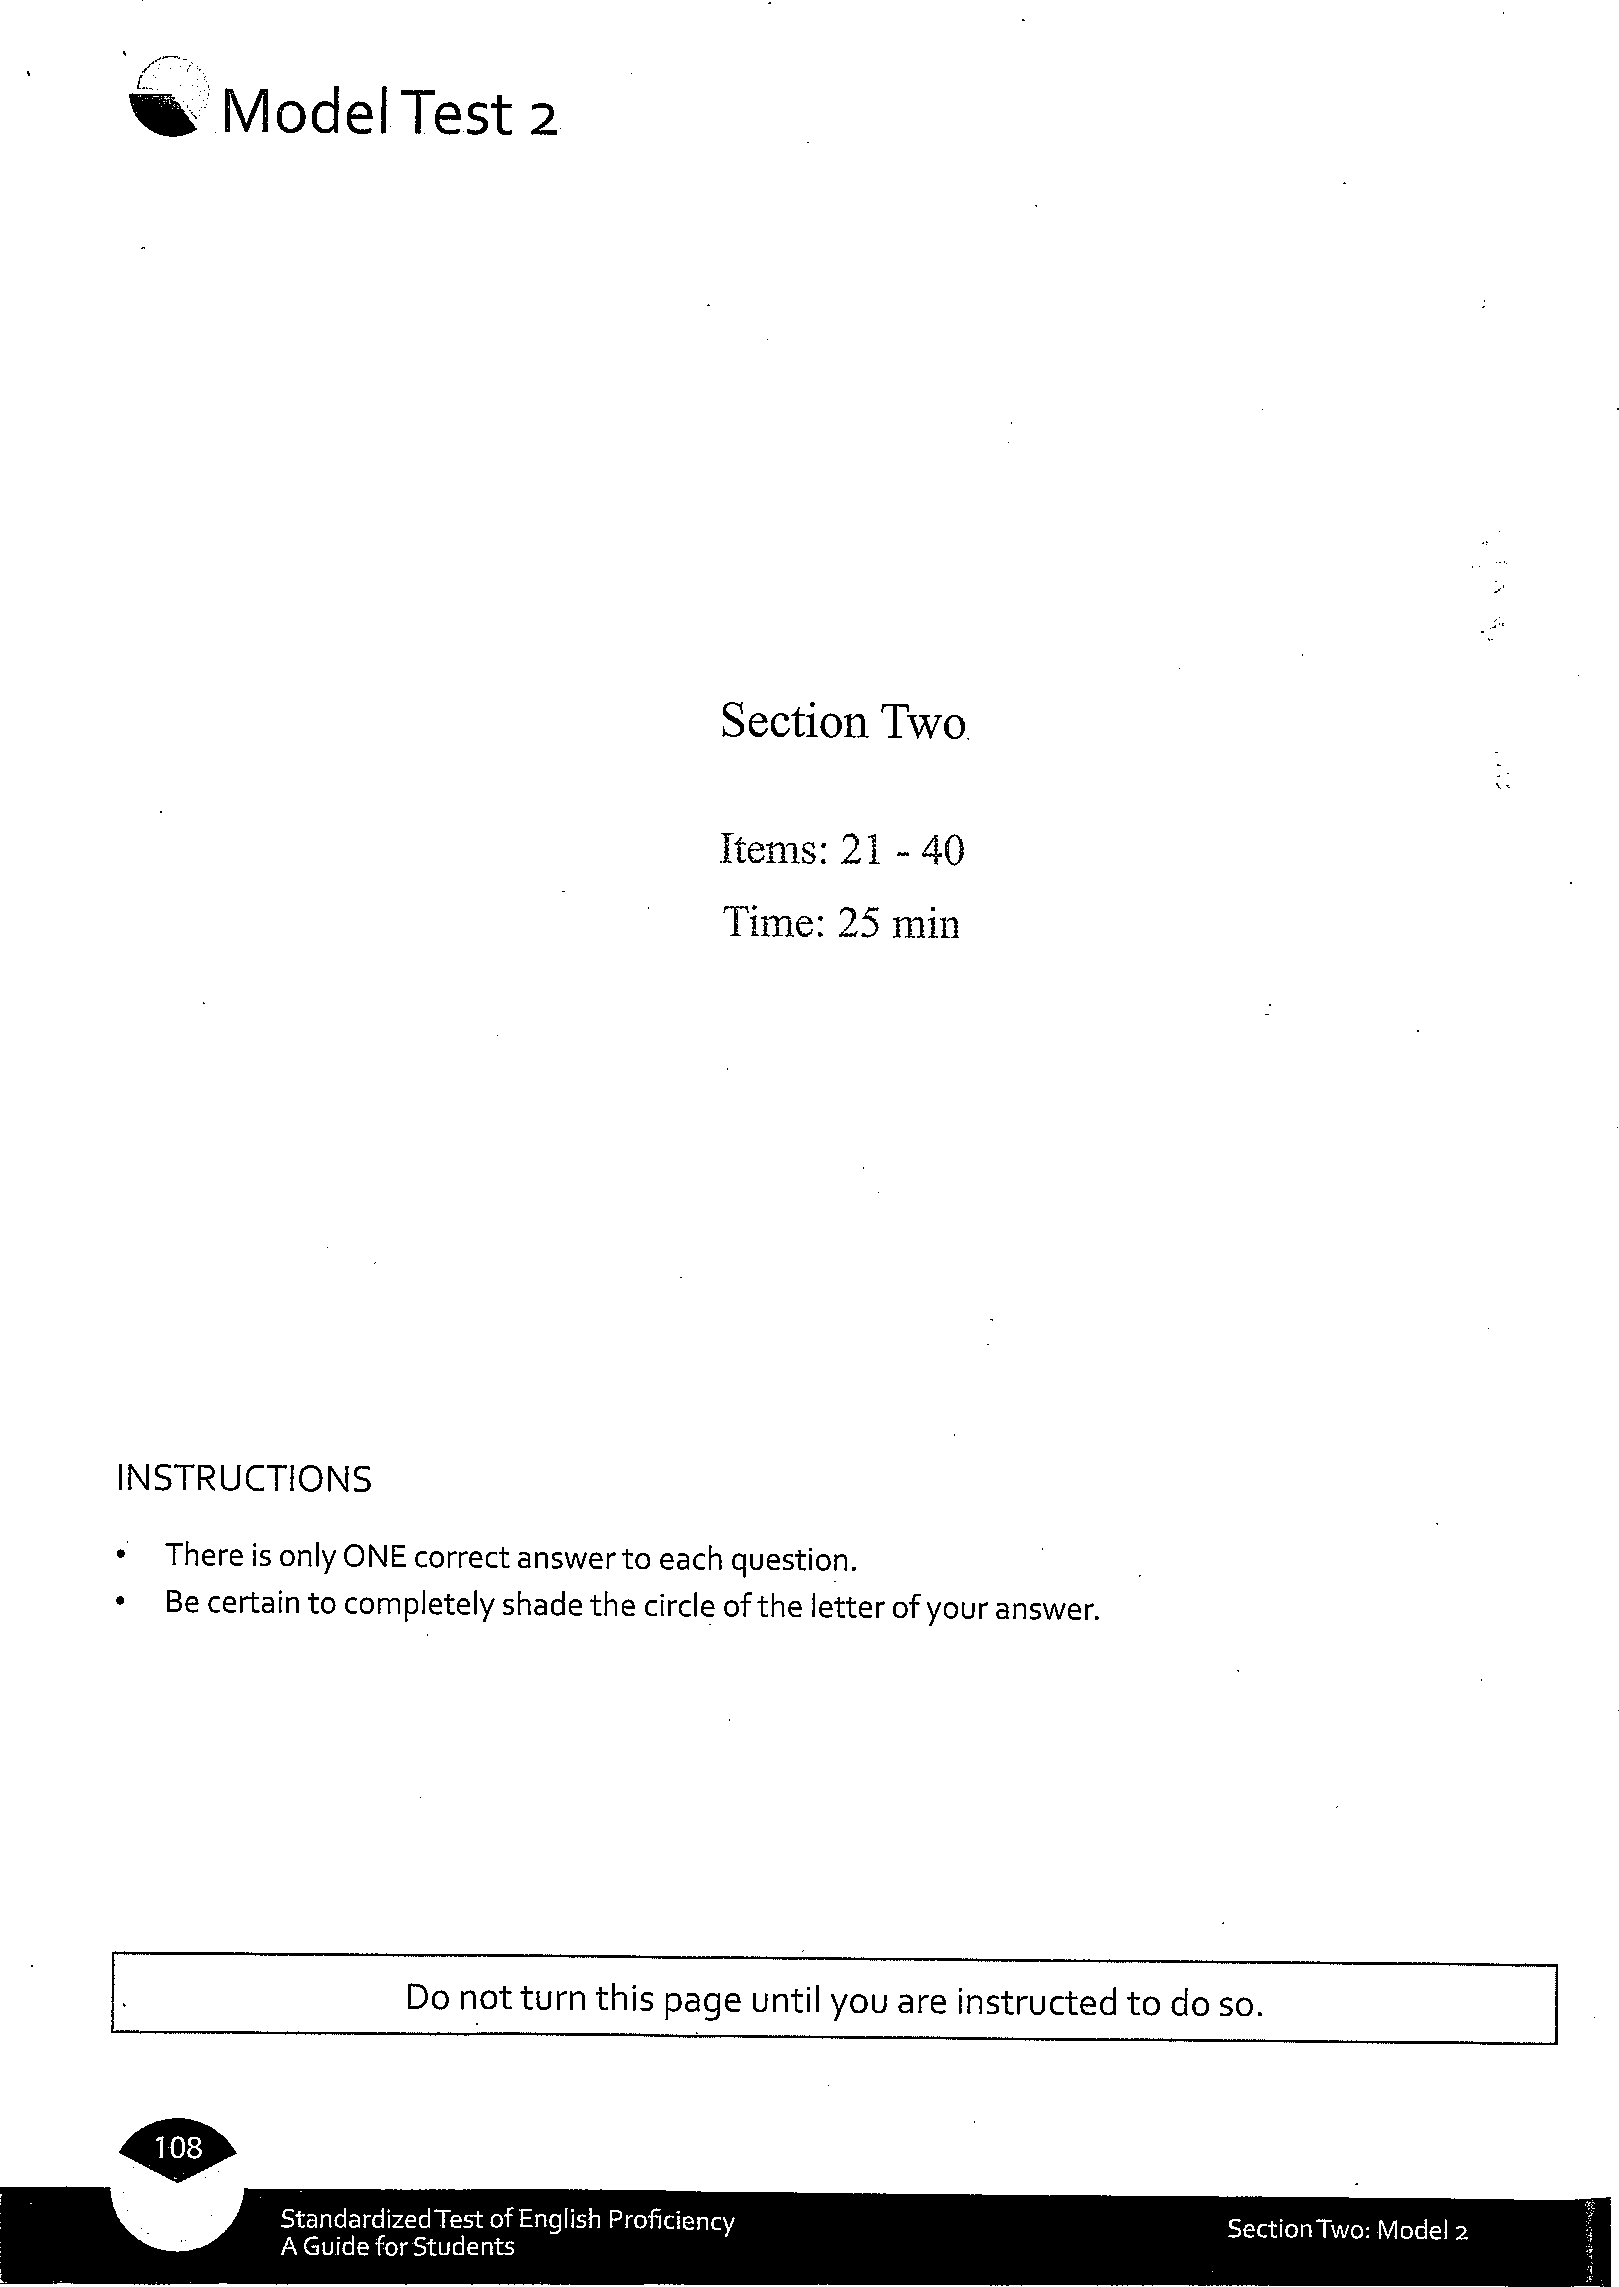 Model Test 2
Section Two
Items: 21 - 40
Time: 25 min
INSTRUCTIONS
• There is only ONE correct answer to each question.
• Be certain to completely shade the circle of the letter of your answer.
Do not turn this page until you are instructed to do so.
108
Standardized Test of English Proficiency
A Guide for Students
Section Two: Model 2